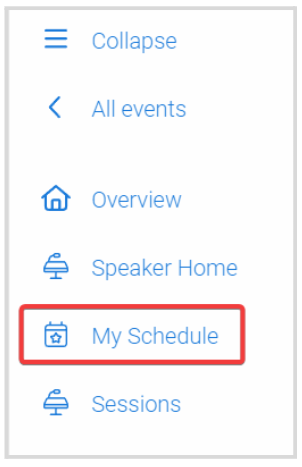 Collapse
All events
Overview
Speaker Home
My Schedule
Sessions